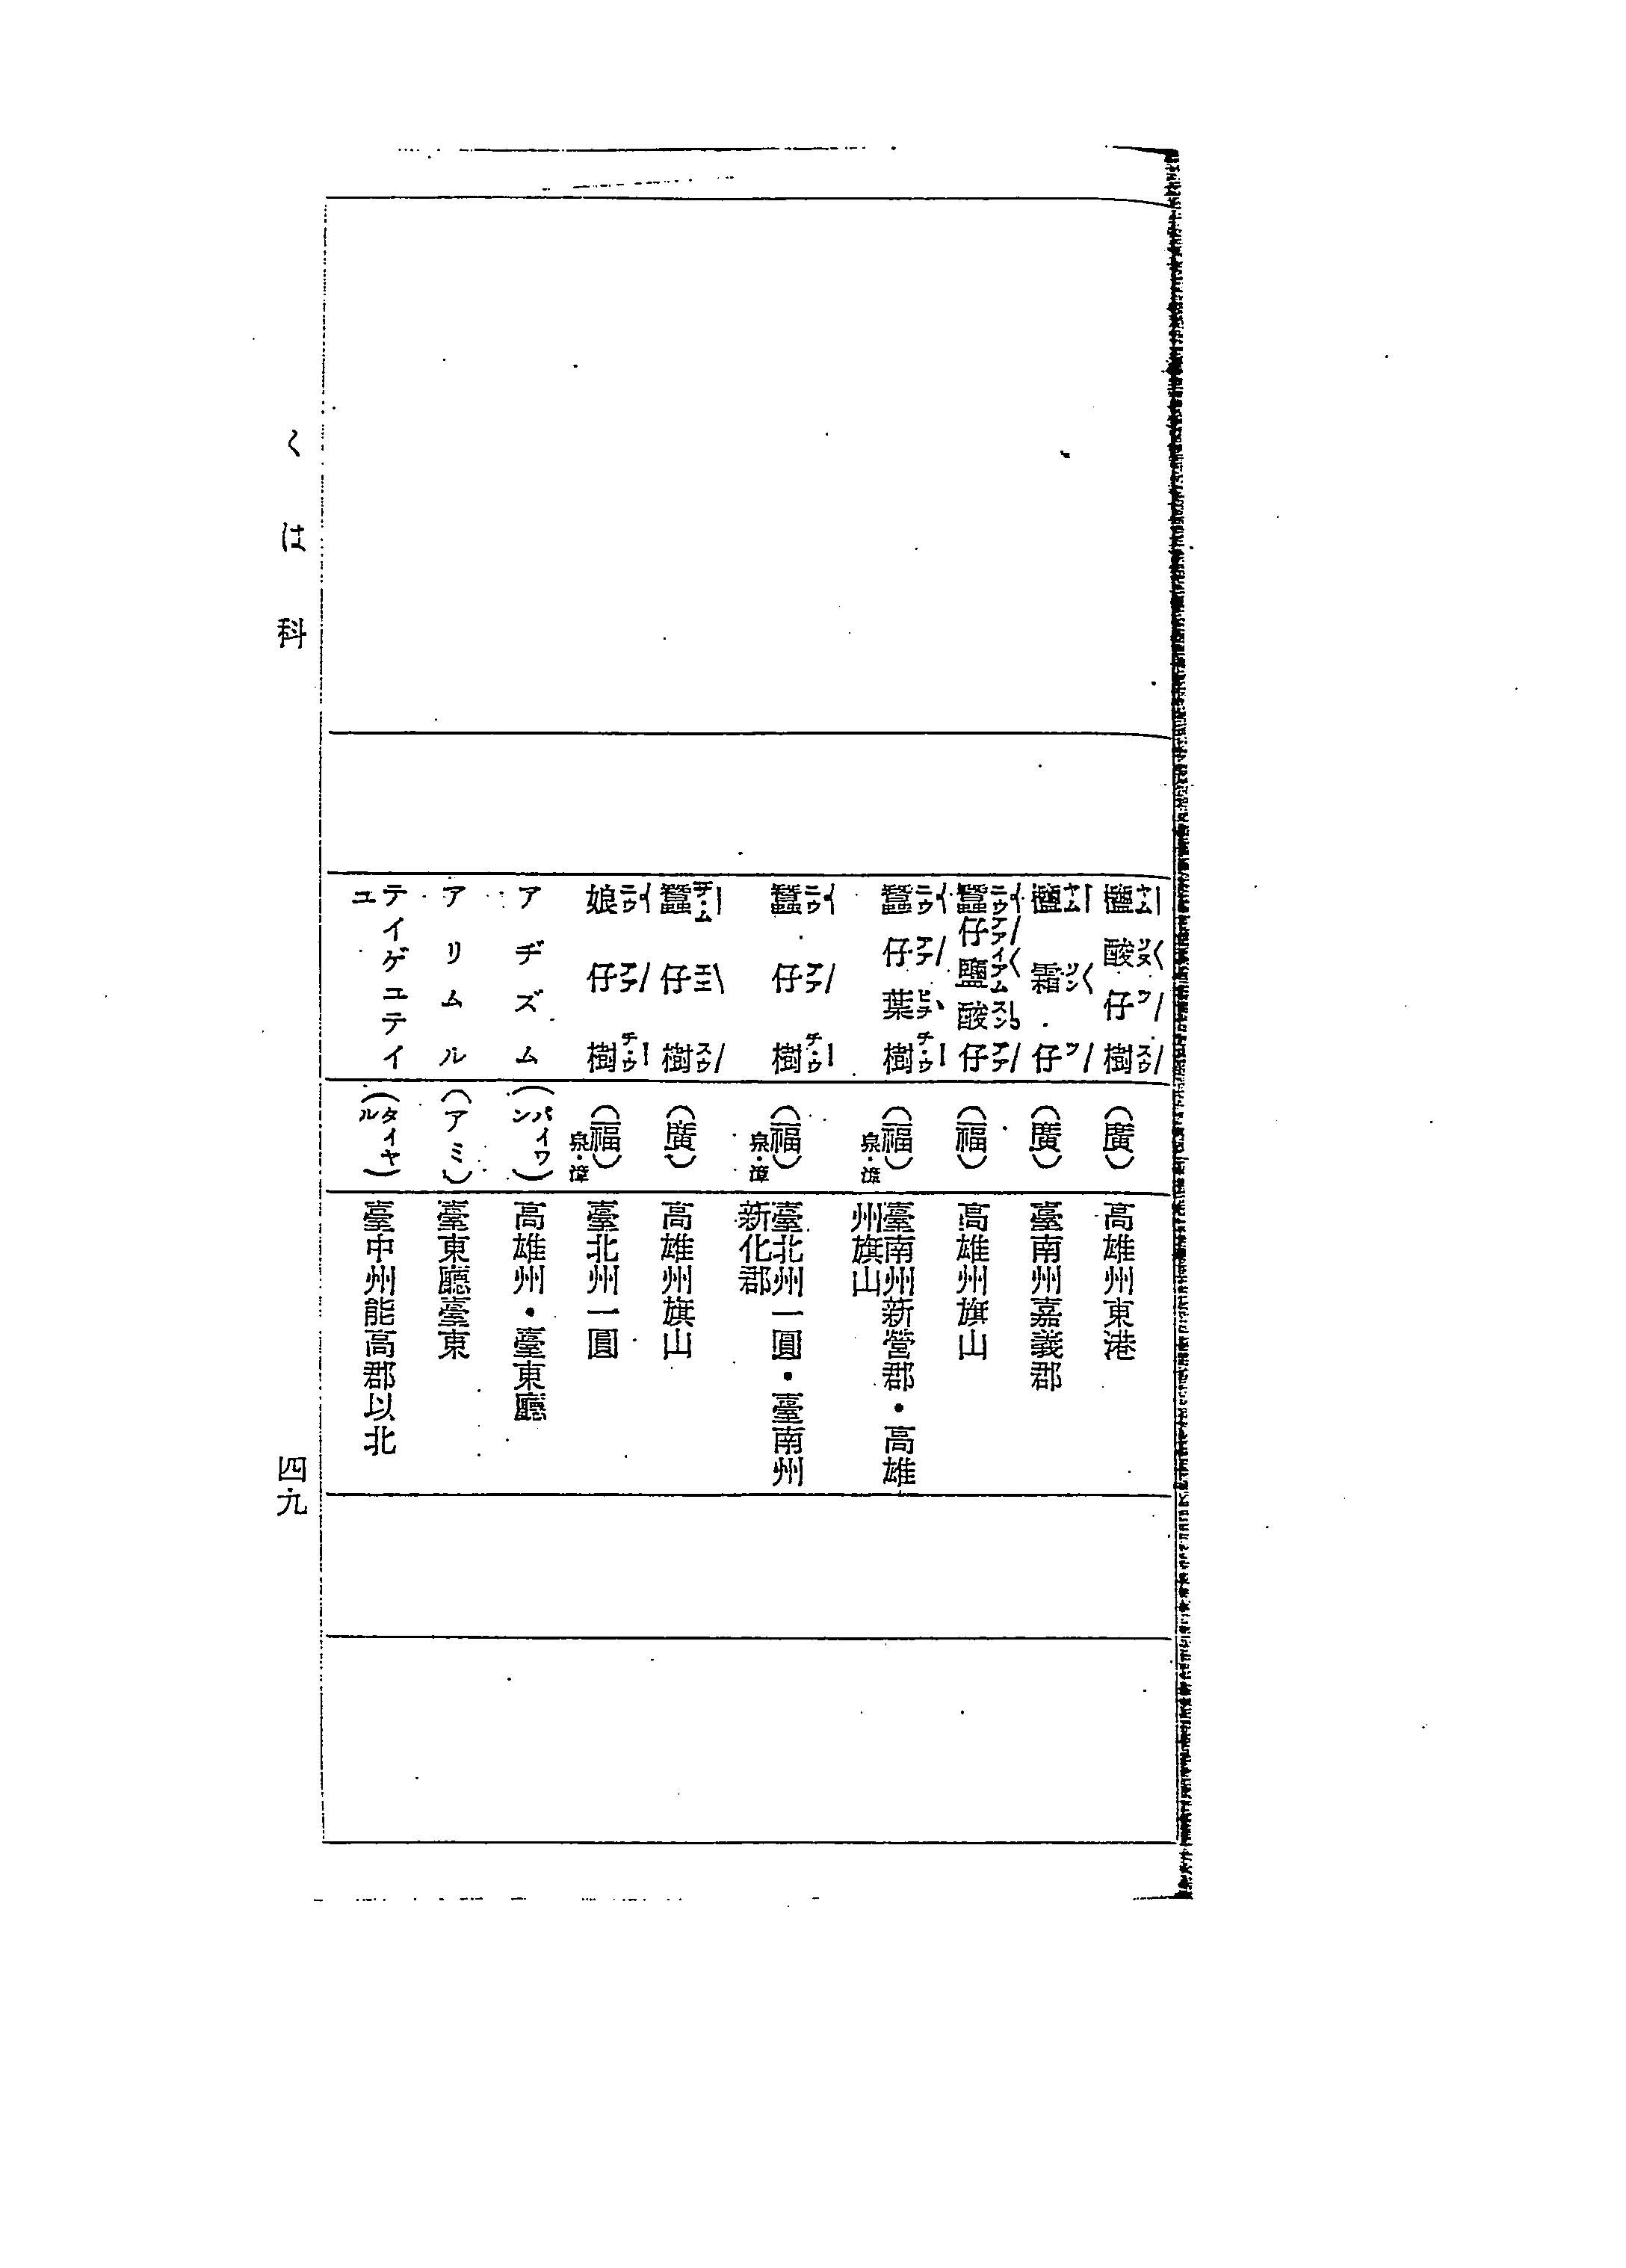 鹽酸仔樹 (廣) 高雄州東港
鹽霜仔 (廣) 臺南州嘉義郡
蠶仔鹽酸仔 (福) 高雄州旗山
蠶仔葉樹 (福) 泉・漳 臺南州新營郡・高雄
州旗山
蠶仔樹 (福) 泉・漳 臺北州一圓・臺南州
新化郡
蠶仔樹 (廣) 高雄州旗山
娘仔樹 (福) 泉・漳 臺北州一圓
アヂズム (パイワン) 高雄州・臺東廳
アリムル (アミ) 臺東廳臺東
テイゲユテイユ (タイヤル) 臺中州能高郡以北
くは科
四九